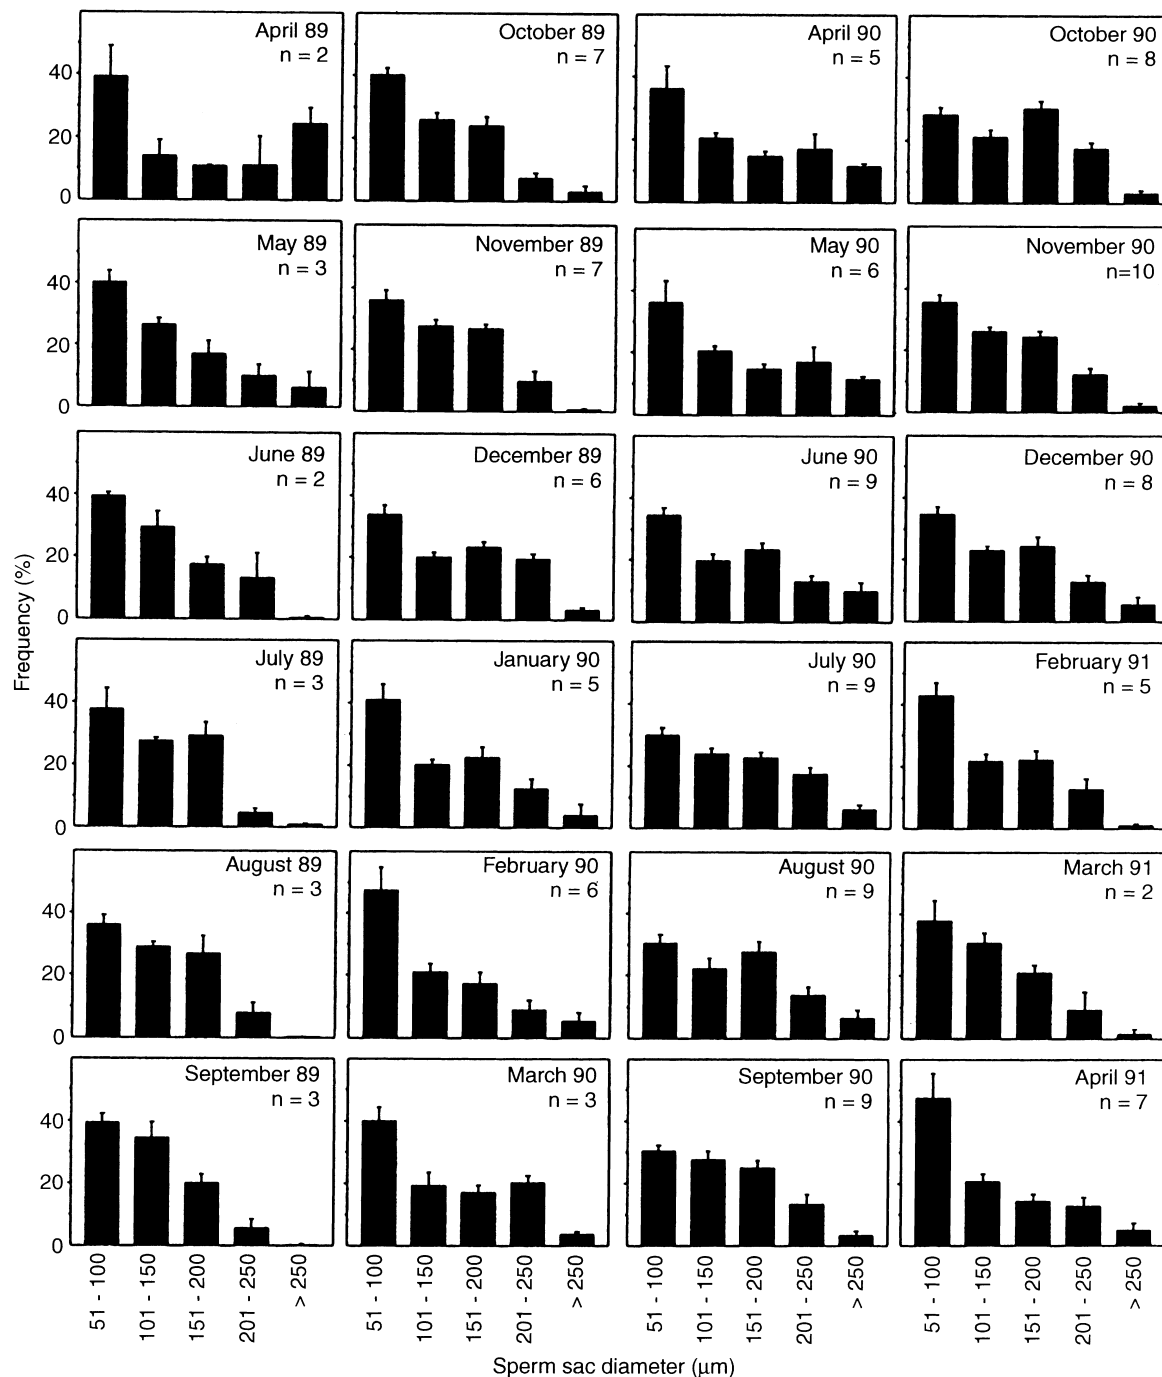 April 89
n = 2
October 89
n = 7
April 90
n = 5
October 90
n = 8
40
20
0
May 89
n = 3
November 89
n = 7
May 90
n = 6
November 90
n=10
40
20
0
June 89
n = 2
December 89
n = 6
June 90
n = 9
December 90
n = 8
40
20
0
July 89
n = 3
January 90
n = 5
July 90
n = 9
February 91
n = 5
40
20
0
August 89
n = 3
February 90
n = 6
August 90
n = 9
March 91
n = 2
40
20
0
September 89
n = 3
March 90
n = 3
September 90
n = 9
April 91
n = 7
40
20
0
Frequency (%)
51 - 100
101 - 150
151 - 200
201 - 250
> 250
51 - 100
101 - 150
151 - 200
201 - 250
> 250
51 - 100
101 - 150
151 - 200
201 - 250
> 250
51 - 100
101 - 150
151 - 200
201 - 250
> 250
Sperm sac diameter (μm)